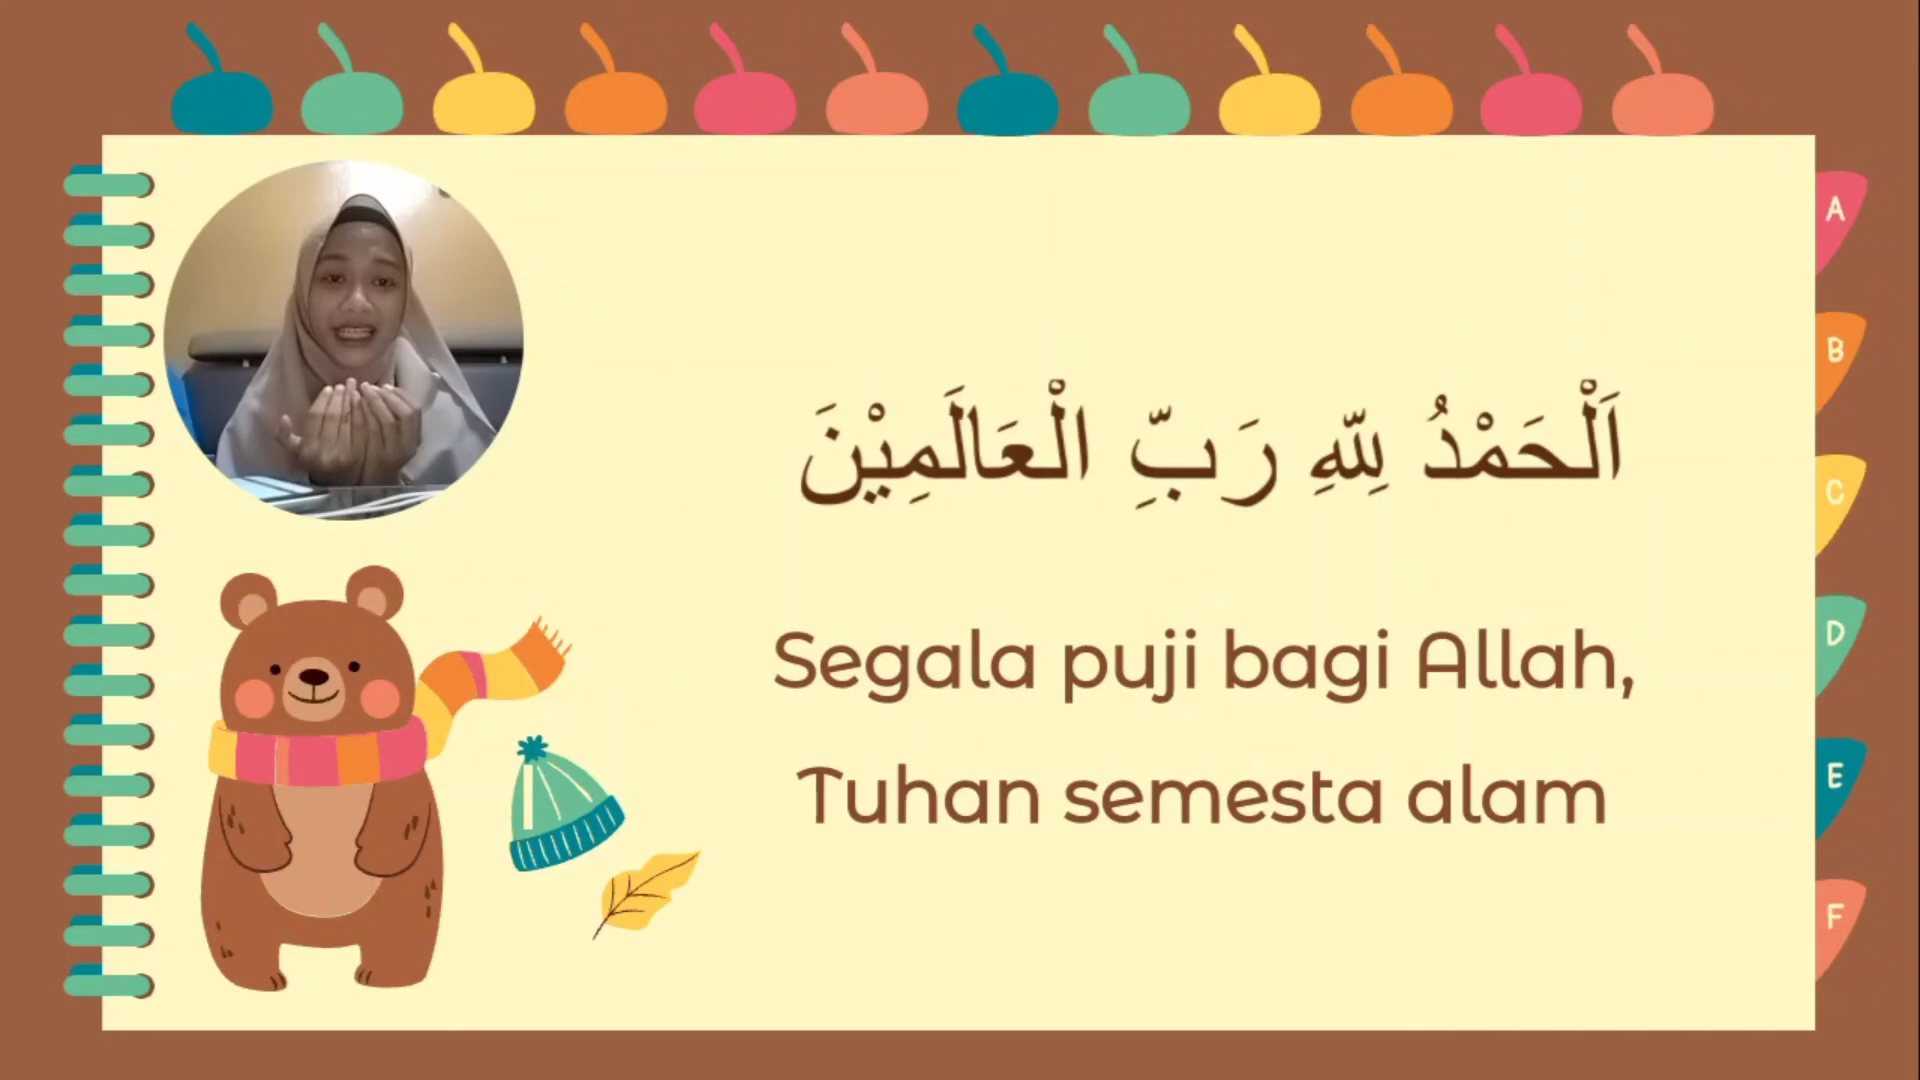 اَلْحَمْدُ لِلّٰهِ رَبِّ الْعَالَمِيْنَ
Segala puji bagi Allah,
Tuhan semesta alam
A
B
C
D
E
F